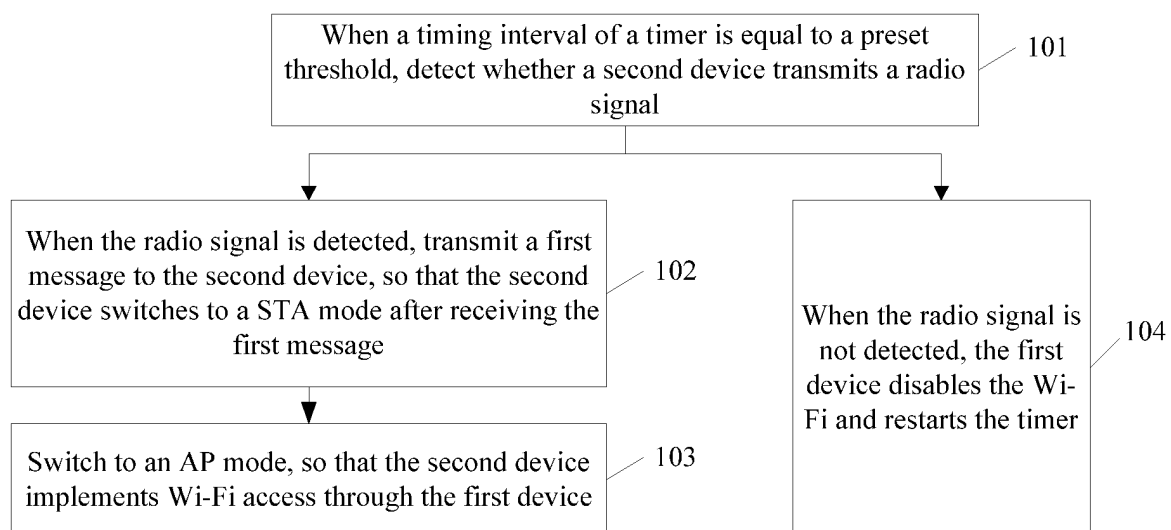 When a timing interval of a timer is equal to a preset
threshold, detect whether a second device transmits a radio
signal
101
When the radio signal is detected, transmit a first
message to the second device, so that the second
device switches to a STA mode after receiving the
first message
102
Switch to an AP mode, so that the second device
implements Wi-Fi access through the first device
103
When the radio signal is
not detected, the first
device disables the Wi-
Fi and restarts the timer
104